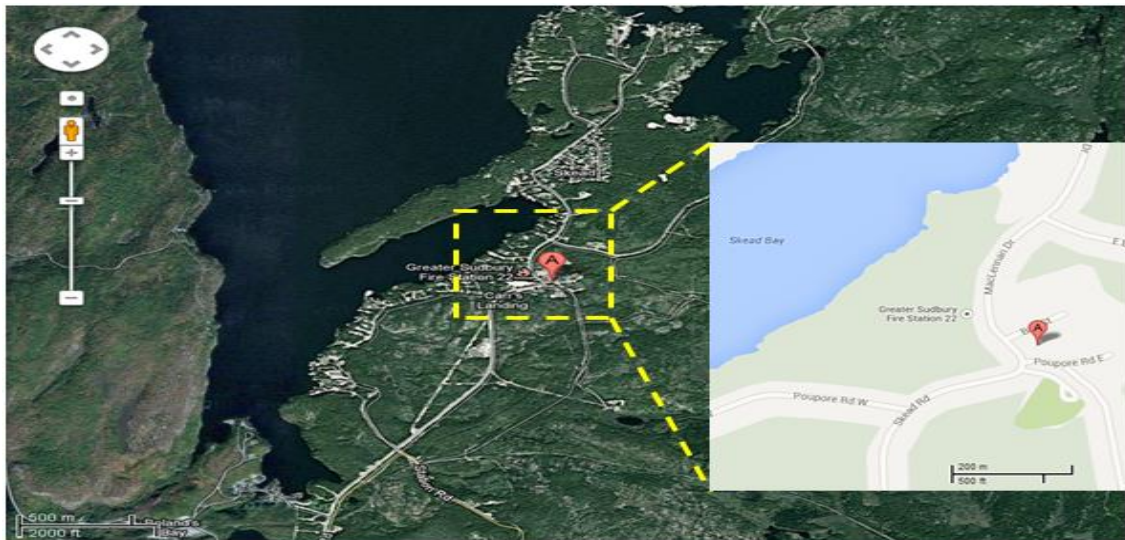 Skead
A
Greater Sudbury
Fire Station 22
Landing
500 m
2000 ft
Bay
Skead Bay
MacLennan Dr
Greater Sudbury
Fire Station 22
A
Poupore Rd E
Poupore Rd W
Skead Rd
200 m
500 ft